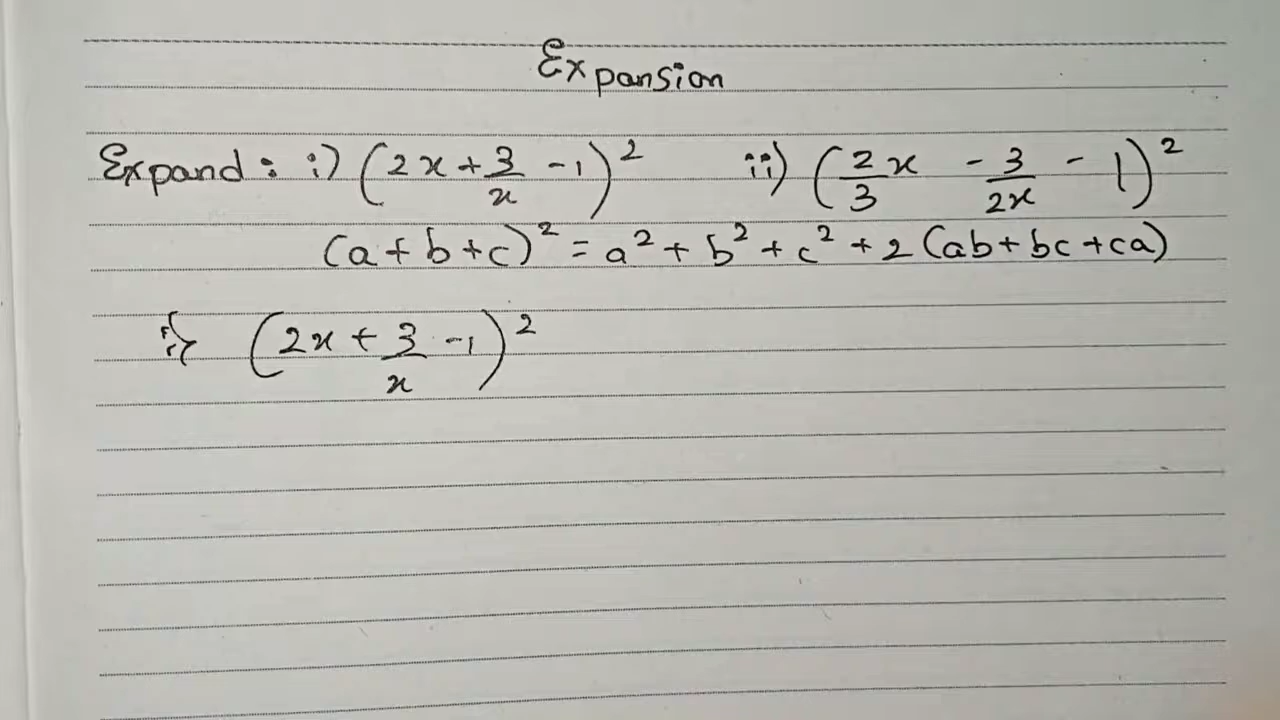 Expansion
Expand: i) (2x + 3/x - 1)² ii) (2/3 x - 3/2x - 1)²
(a + b + c)² = a² + b² + c² + 2 (ab + bc + ca)
i) (2x + 3/x - 1)²